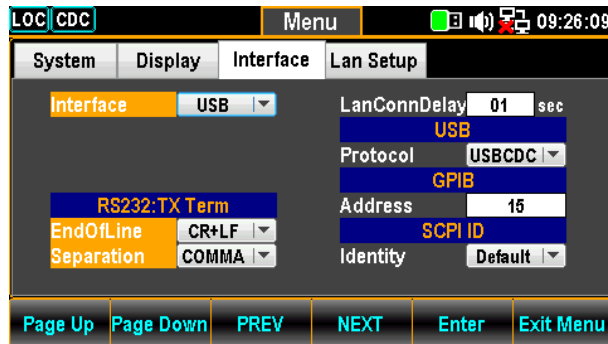 LOC CDC Menu 09:26:09
System Display Interface Lan Setup
Interface USB
LanConnDelay 01 sec
USB
Protocol USBCDC
GPIB
RS232:TX Term
Address 15
EndOfLine CR+LF
SCPI ID
Separation COMMA
Identity Default
Page Up Page Down PREV NEXT Enter Exit Menu